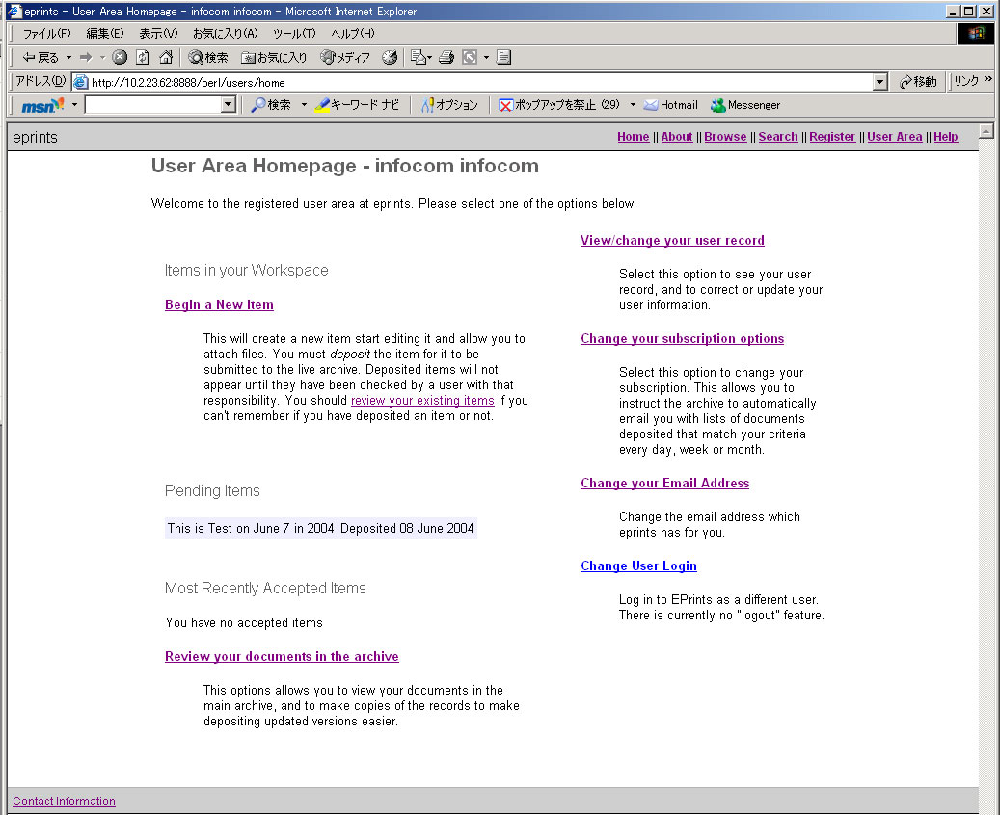 eprints - User Area Homepage - infocom infocom - Microsoft Internet Explorer
ファイル(F) 編集(E) 表示(V) お気に入り(A) ツール(T) ヘルプ(H)
戻る 検索 お気に入り メディア
アドレス(D) http://10.2.23.62:8888/perl/users/home 移動 リンク »
msn 検索 キーワード ナビ オプション ポップアップを禁止 (29) Hotmail Messenger
eprints Home || About || Browse || Search || Register || User Area || Help
User Area Homepage - infocom infocom
Welcome to the registered user area at eprints. Please select one of the options below.
Items in your Workspace
Begin a New Item
This will create a new item start editing it and allow you to
attach files. You must deposit the item for it to be
submitted to the live archive. Deposited items will not
appear until they have been checked by a user with that
responsibility. You should review your existing items if you
can't remember if you have deposited an item or not.
Pending Items
This is Test on June 7 in 2004 Deposited 08 June 2004
Most Recently Accepted Items
You have no accepted items
Review your documents in the archive
This options allows you to view your documents in the
main archive, and to make copies of the records to make
depositing updated versions easier.
View/change your user record
Select this option to see your user
record, and to correct or update your
user information.
Change your subscription options
Select this option to change your
subscription. This allows you to
instruct the archive to automatically
email you with lists of documents
deposited that match your criteria
every day, week or month.
Change your Email Address
Change the email address which
eprints has for you.
Change User Login
Log in to EPrints as a different user.
There is currently no "logout" feature.
Contact Information